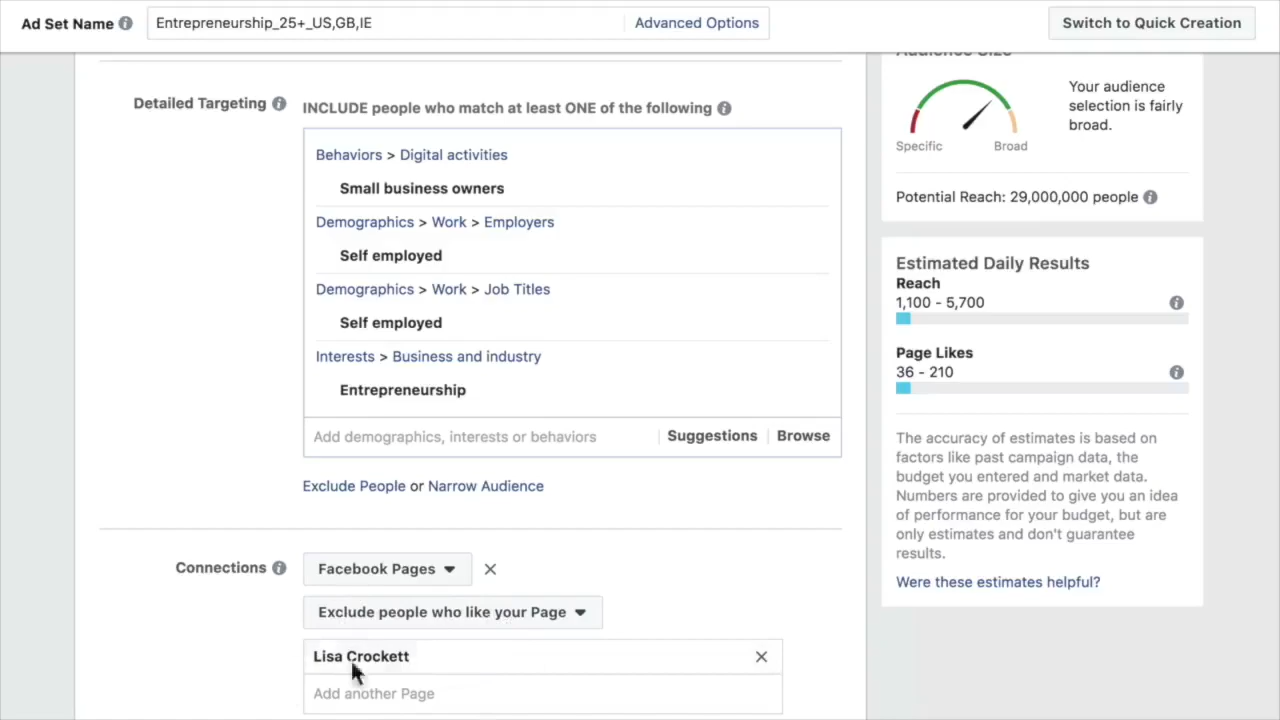 Ad Set Name
Entrepreneurship_25+_US,GB,IE
Advanced Options
Switch to Quick Creation
Detailed Targeting
INCLUDE people who match at least ONE of the following
Behaviors > Digital activities
Small business owners
Demographics > Work > Employers
Self employed
Demographics > Work > Job Titles
Self employed
Interests > Business and industry
Entrepreneurship
Add demographics, interests or behaviors
Suggestions
Browse
Exclude People or Narrow Audience
Connections
Facebook Pages
Exclude people who like your Page
Lisa Crockett
Add another Page
Audience Size
Your audience
selection is fairly
broad.
Specific
Broad
Potential Reach: 29,000,000 people
Estimated Daily Results
Reach
1,100 - 5,700
Page Likes
36 - 210
The accuracy of estimates is based on
factors like past campaign data, the
budget you entered and market data.
Numbers are provided to give you an idea
of performance for your budget, but are
only estimates and don't guarantee
results.
Were these estimates helpful?